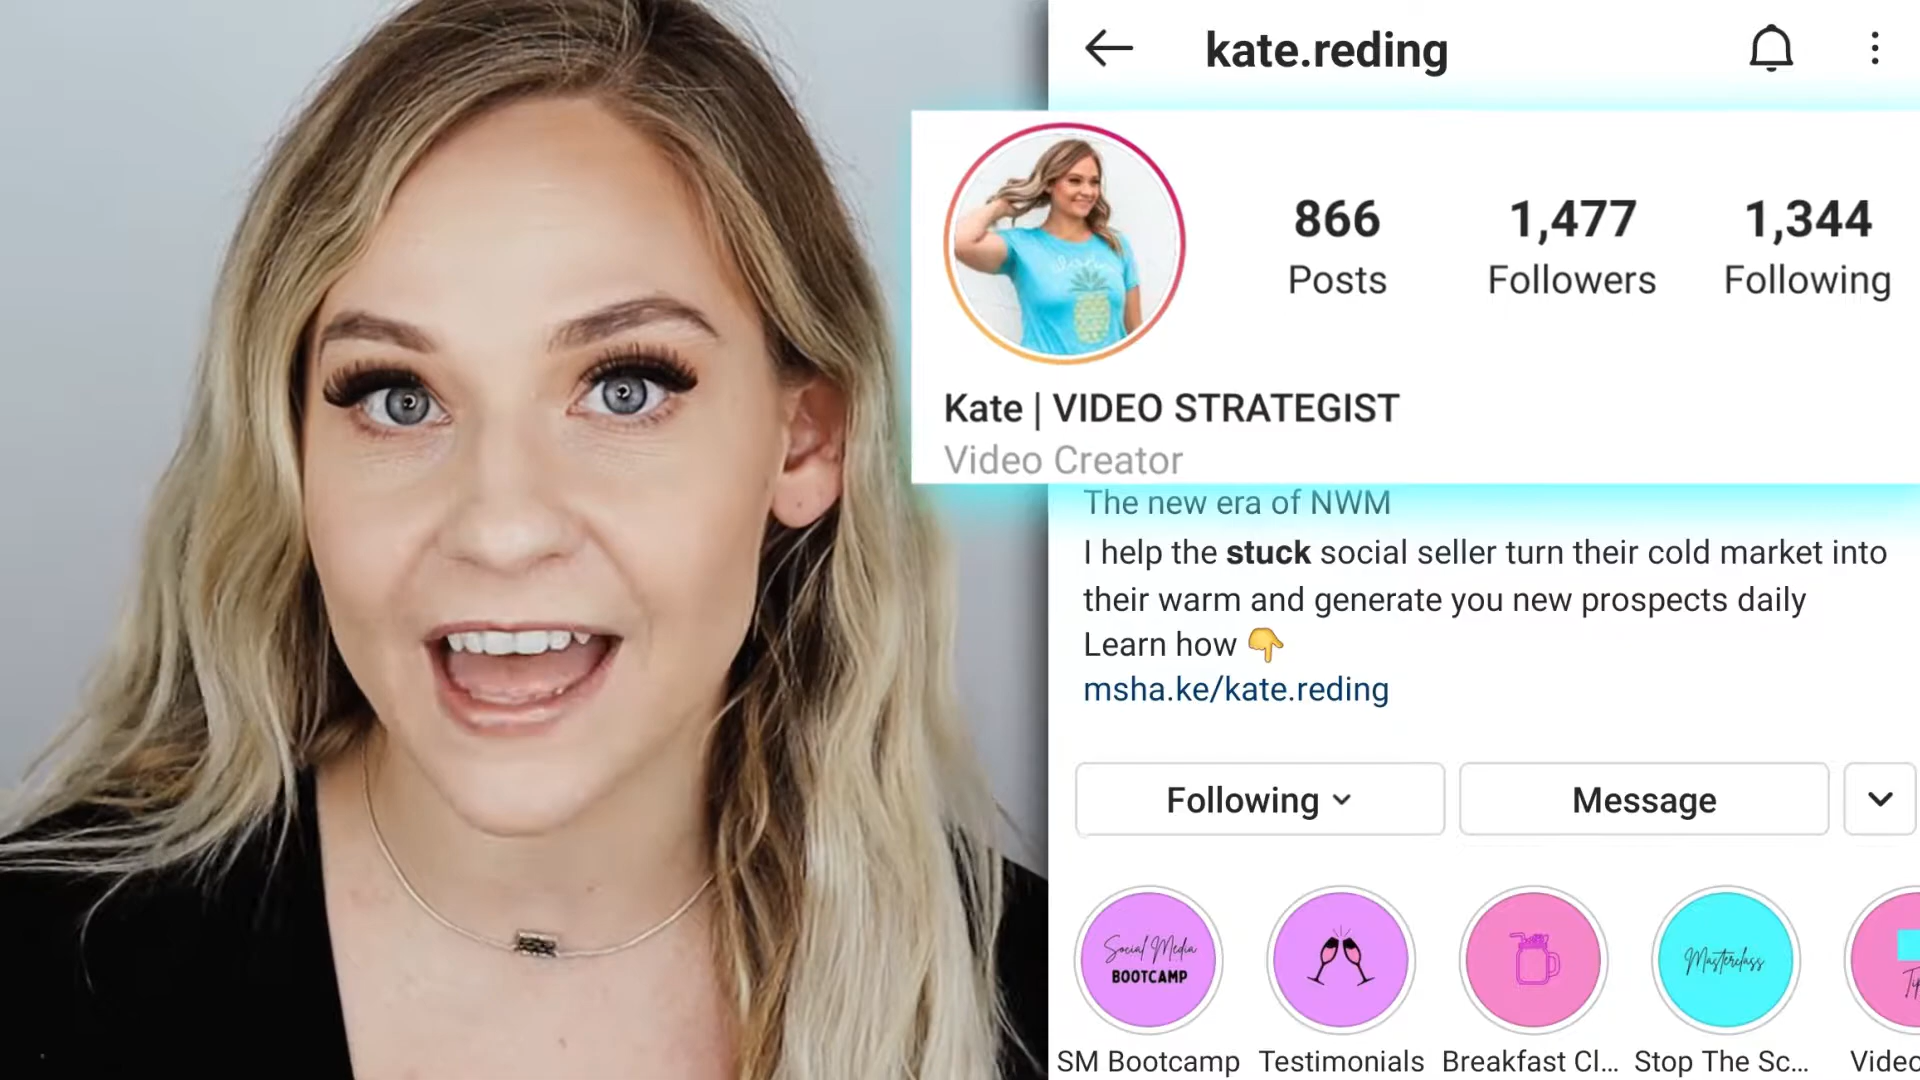 kate.reding
866
1,477
1,344
Posts
Followers
Following
Kate | VIDEO STRATEGIST
Video Creator
The new era of NWM
I help the stuck social seller turn their cold market into
their warm and generate you new prospects daily
Learn how 👇
msha.ke/kate.reding
Following
Message
Social Media
BOOTCAMP
Masterclass
SM Bootcamp
Testimonials
Breakfast Cl...
Stop The Sc...